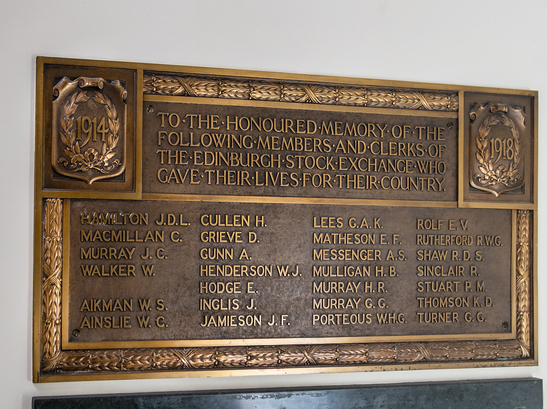 1914
TO·THE·HONOURED·MEMORY·OF·THE
FOLLOWING·MEMBERS·AND·CLERKS·OF
THE·EDINBURGH·STOCK·EXCHANGE·WHO
GAVE·THEIR·LIVES·FOR·THEIR·COUNTRY.
1918
HAMILTON J.D.L.
MACMILLAN C.
MURRAY J.C.
WALKER W.
AIKMAN W.S.
AINSLIE W.G.
CULLEN H.
GRIEVE D.
GUNN A.
HENDERSON W.J.
HODGE E.
INGLIS J.
JAMIESON J.F.
LEES G.A.K.
MATHESON E.F.
MESSENGER A.S.
MULLIGAN H.B.
MURRAY H.R.
MURRAY G.G.
PORTEOUS W.H.G.
ROLF E.V.
RUTHERFORD R.W.G.
SHAW R.D.S.
SINCLAIR R.
STUART P.M.
THOMSON K.D.
TURNER G.G.